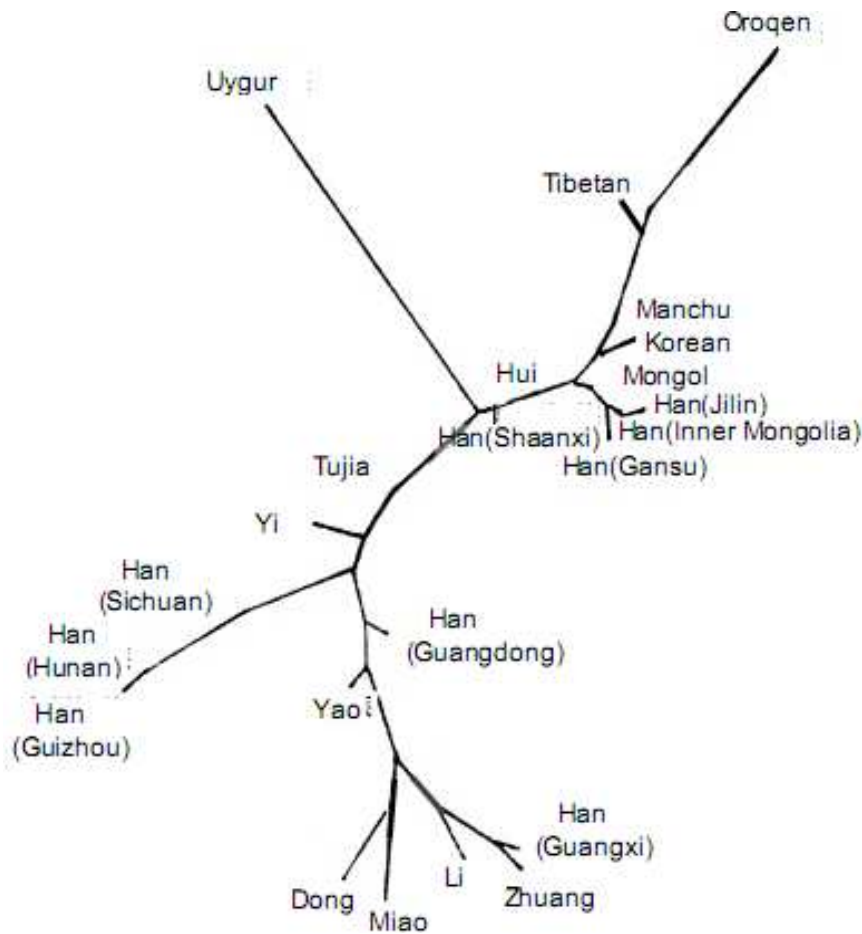 Oroqen
Uygur
Tibetan
Manchu
Korean
Hui
Mongol
Han(Jilin)
Han(Shaanxi)
Han(Inner Mongolia)
Han(Gansu)
Tujia
Yi
Han
(Sichuan)
Han
(Hunan)
Han
(Guangdong)
Han
(Guizhou)
Yao
Han
(Guangxi)
Li
Zhuang
Dong
Miao